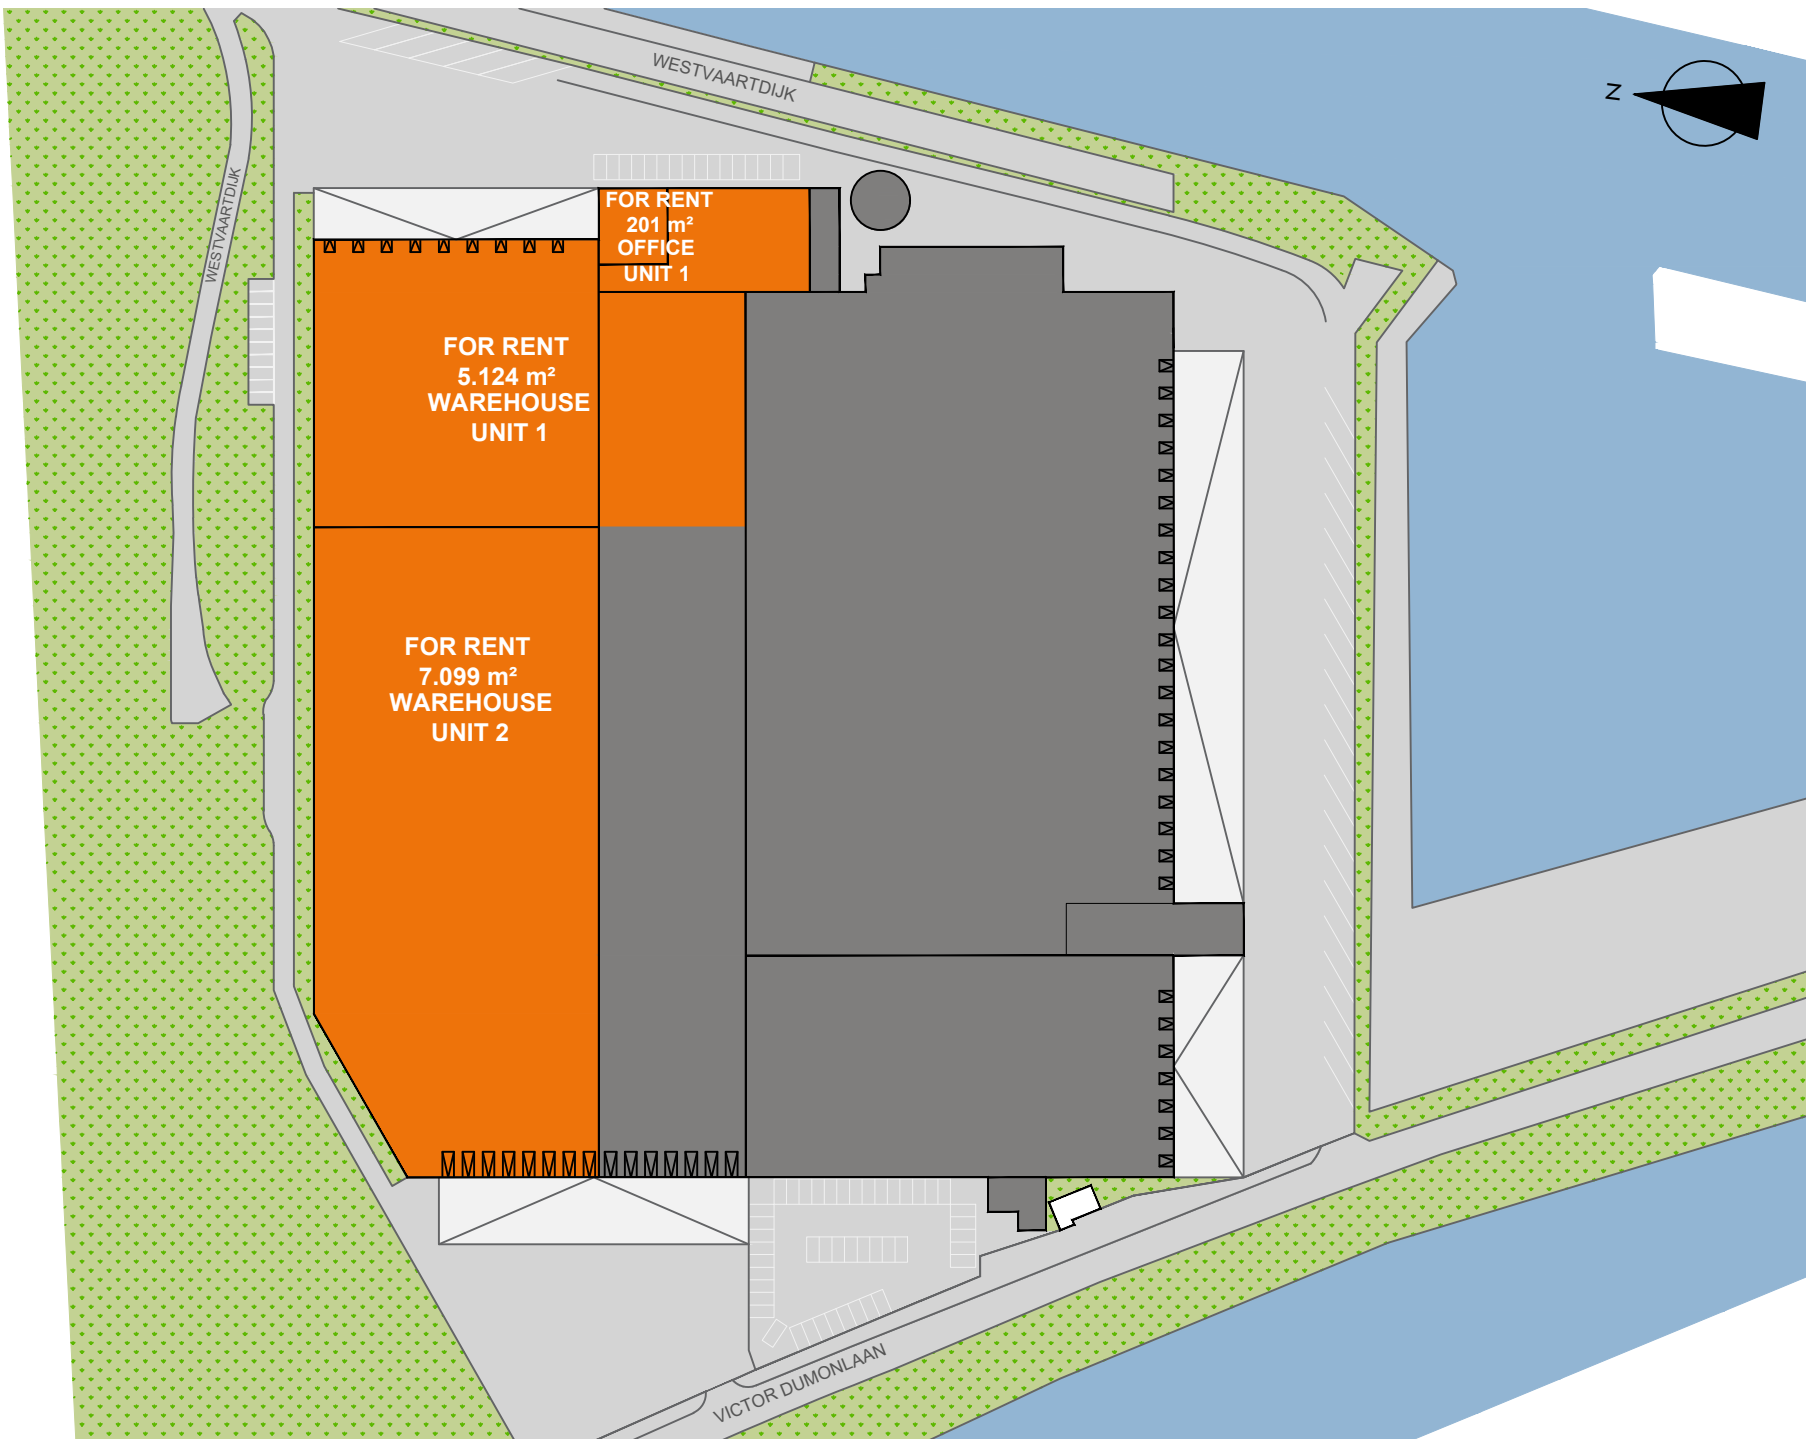 WESTVAARTDIJK
Z
WESTVAARTDIJK
FOR RENT
201 m²
OFFICE
UNIT 1
FOR RENT
5.124 m²
WAREHOUSE
UNIT 1
FOR RENT
7.099 m²
WAREHOUSE
UNIT 2
VICTOR DUMONLAAN